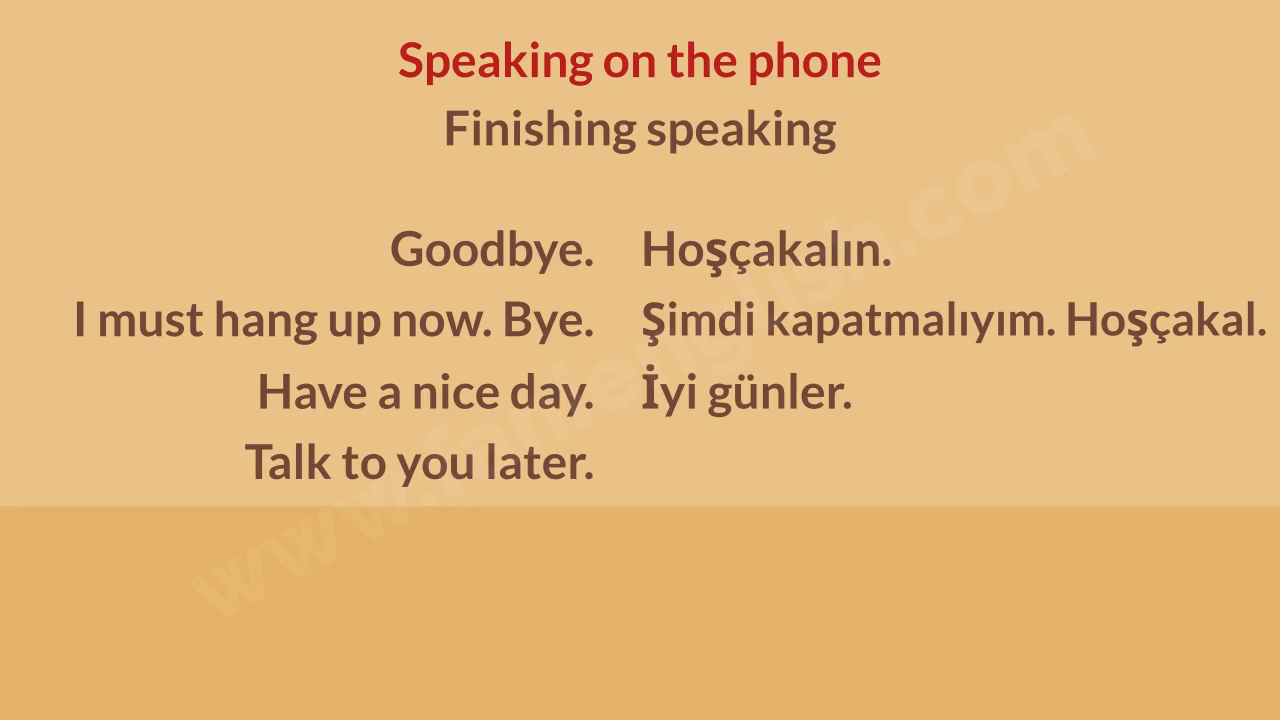 Speaking on the phone
Finishing speaking
Goodbye. Hoşçakalın.
I must hang up now. Bye. Şimdi kapatmalıyım. Hoşçakal.
Have a nice day. İyi günler.
Talk to you later.